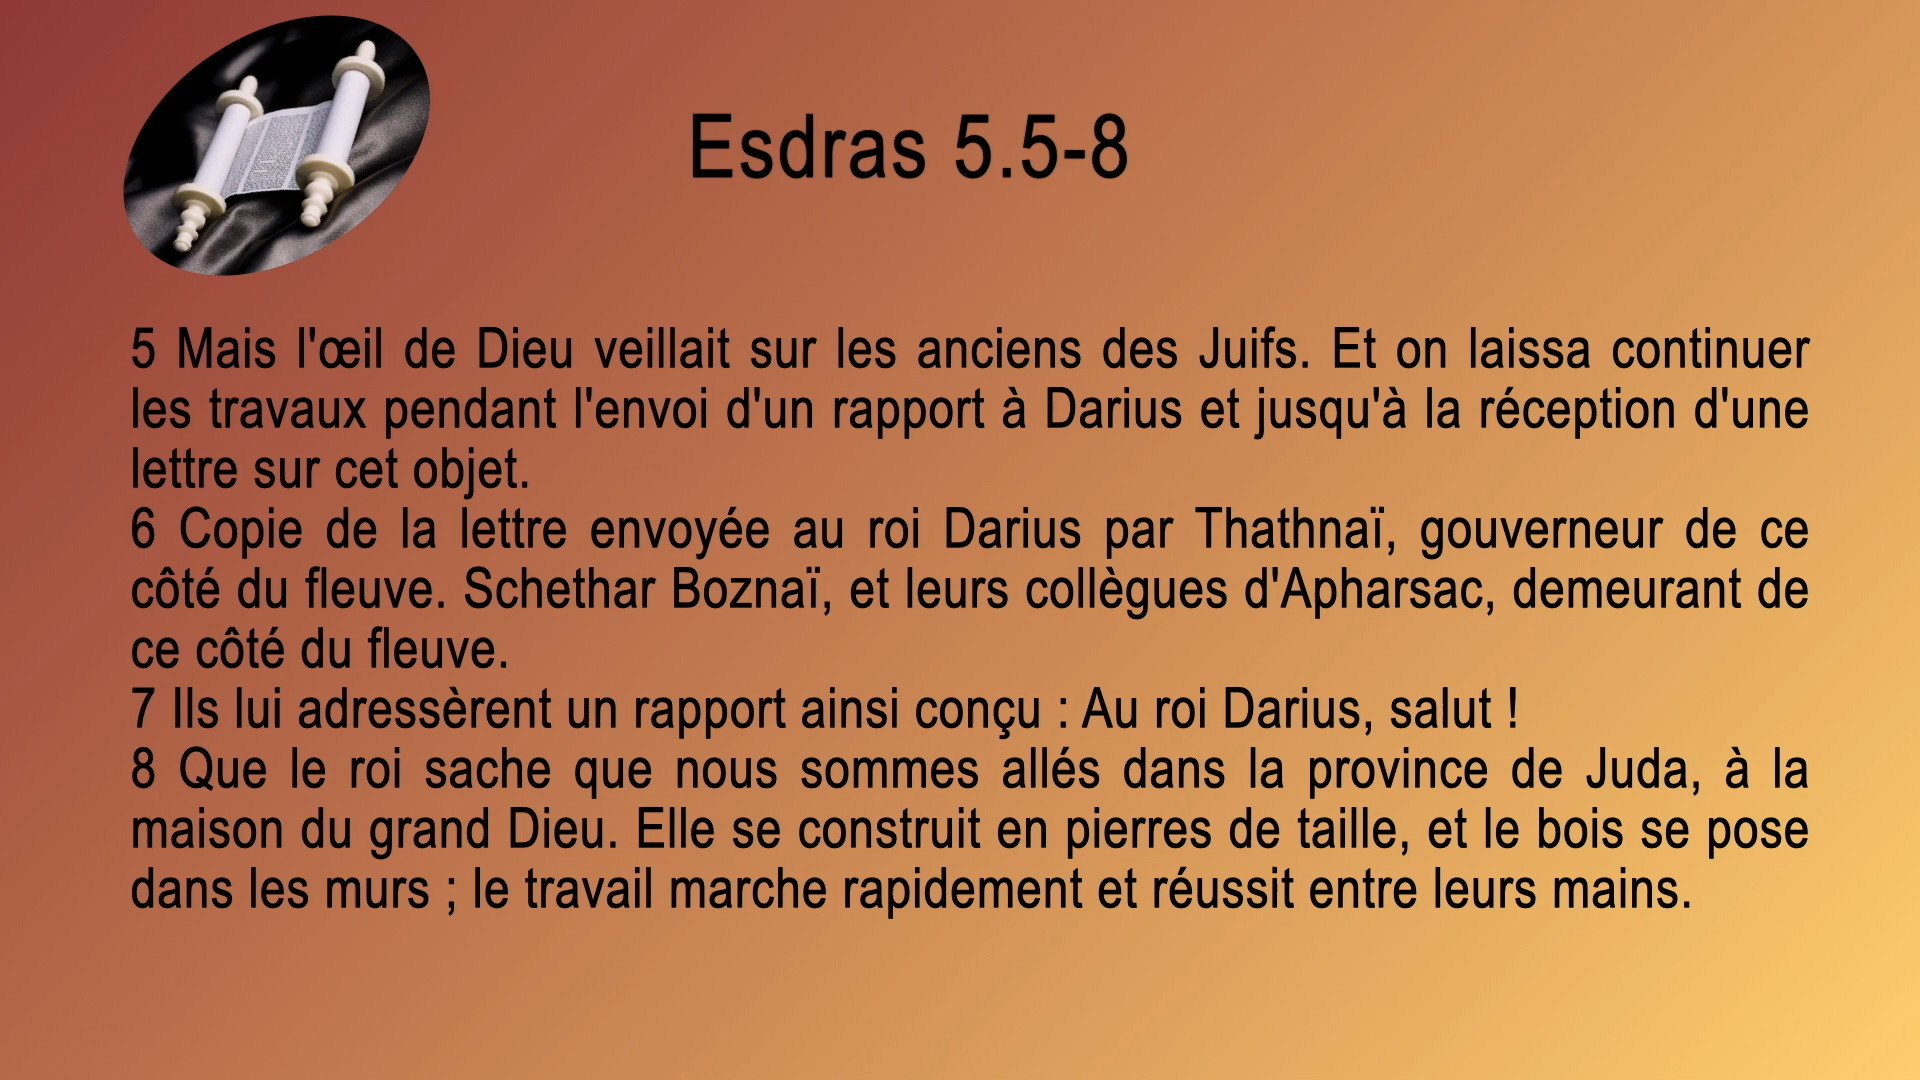 Esdras 5.5-8
5 Mais l'œil de Dieu veillait sur les anciens des Juifs. Et on laissa continuer
les travaux pendant l'envoi d'un rapport à Darius et jusqu'à la réception d'une
lettre sur cet objet.
6 Copie de la lettre envoyée au roi Darius par Thathnaï, gouverneur de ce
côté du fleuve. Schethar Boznaï, et leurs collègues d'Apharsac, demeurant de
ce côté du fleuve.
7 Ils lui adressèrent un rapport ainsi conçu : Au roi Darius, salut !
8 Que le roi sache que nous sommes allés dans la province de Juda, à la
maison du grand Dieu. Elle se construit en pierres de taille, et le bois se pose
dans les murs ; le travail marche rapidement et réussit entre leurs mains.